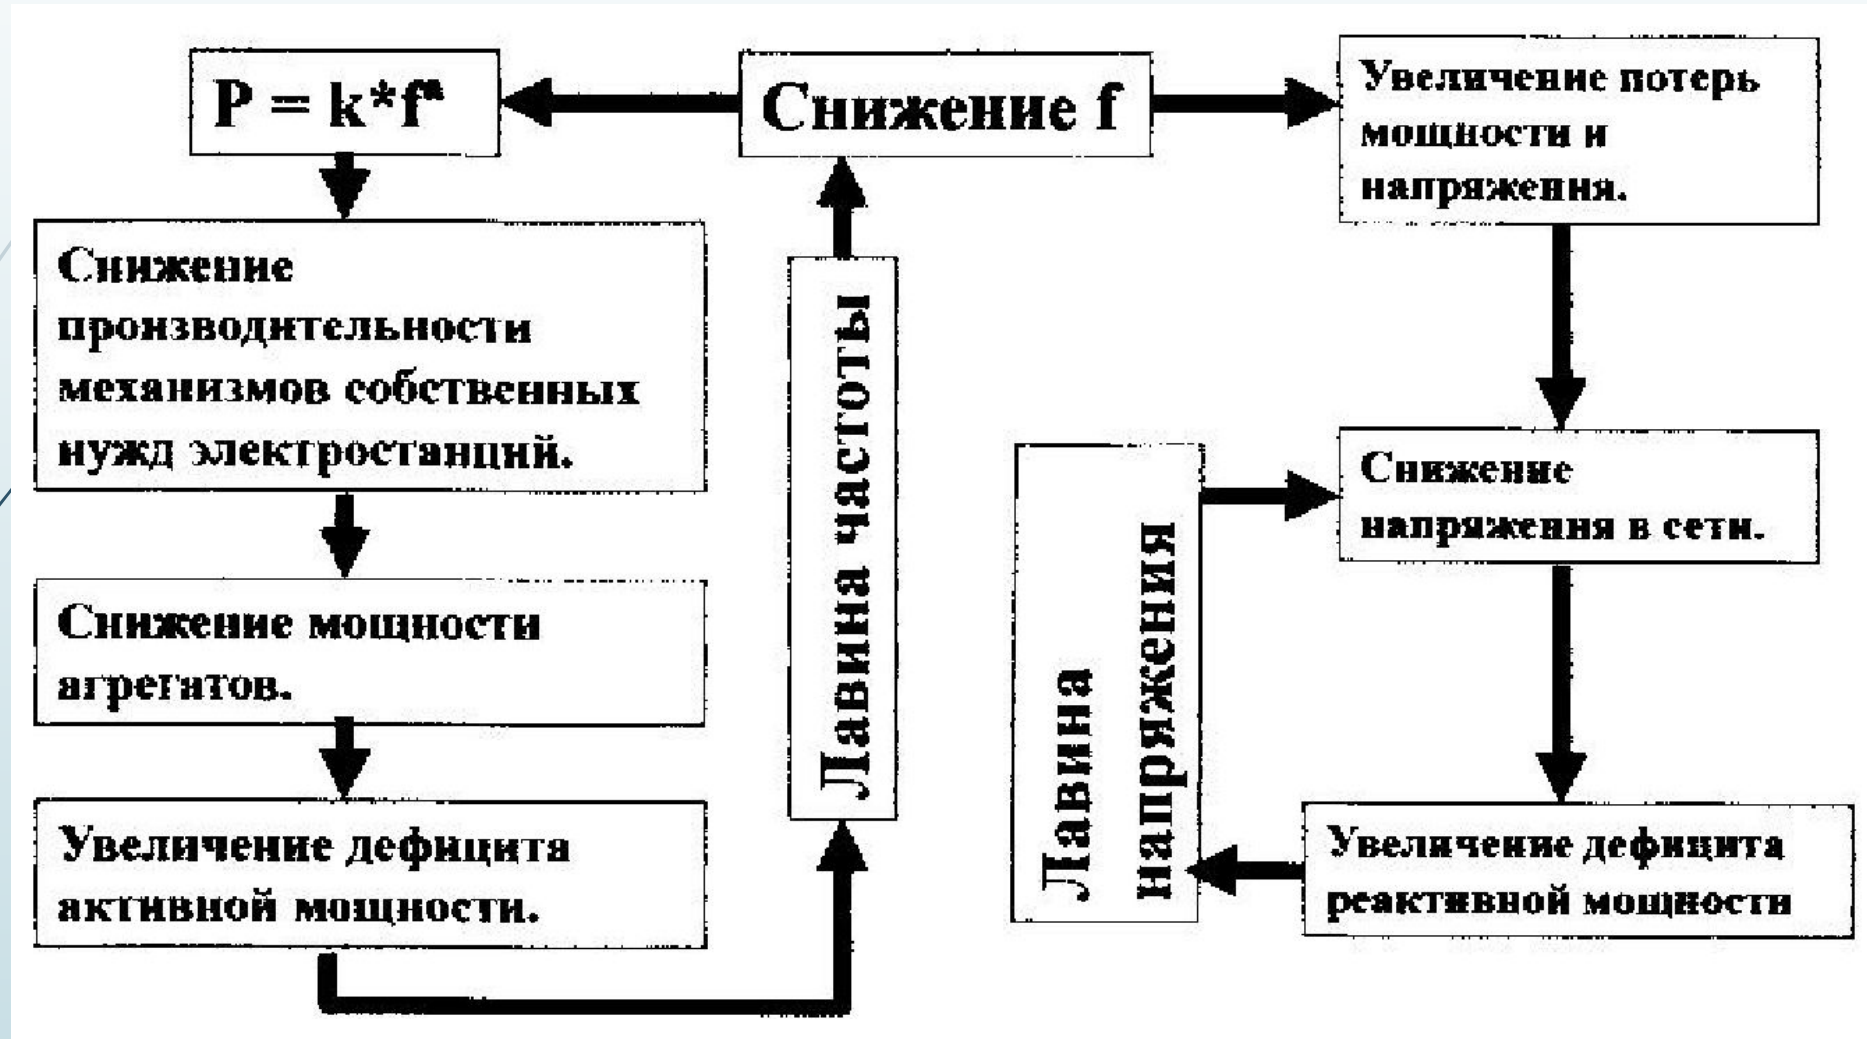 P = k*fⁿ
Снижение f
Увеличение потерь
мощности и
напряжения.
Снижение
производительности
механизмов собственных
нужд электростанций.
Снижение мощности
агрегатов.
Увеличение дефицита
активной мощности.
Лавина частоты
Лавина
напряжения
Снижение
напряжения в сети.
Увеличение дефицита
реактивной мощности